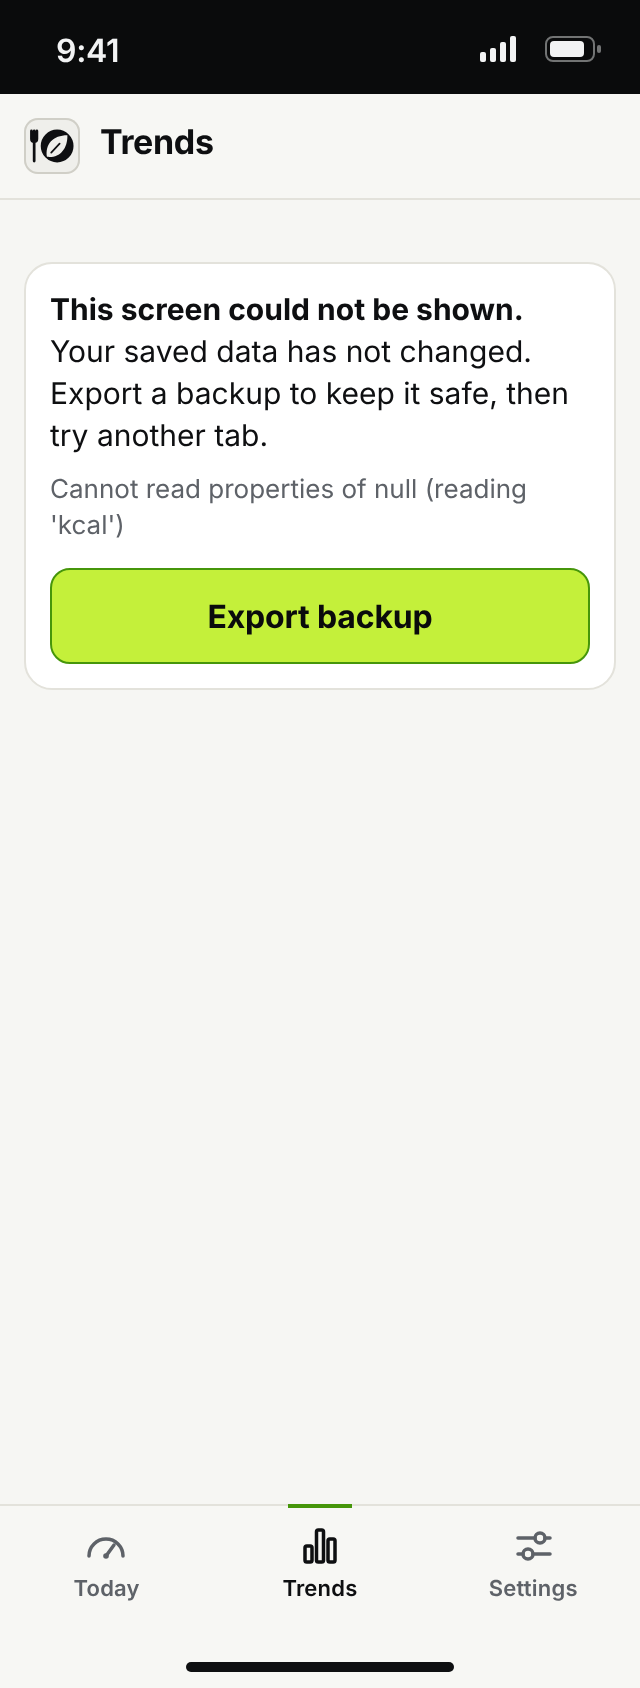 9:41
Trends
This screen could not be shown.
Your saved data has not changed.
Export a backup to keep it safe, then
try another tab.
Cannot read properties of null (reading
'kcal')
Export backup
Today
Trends
Settings